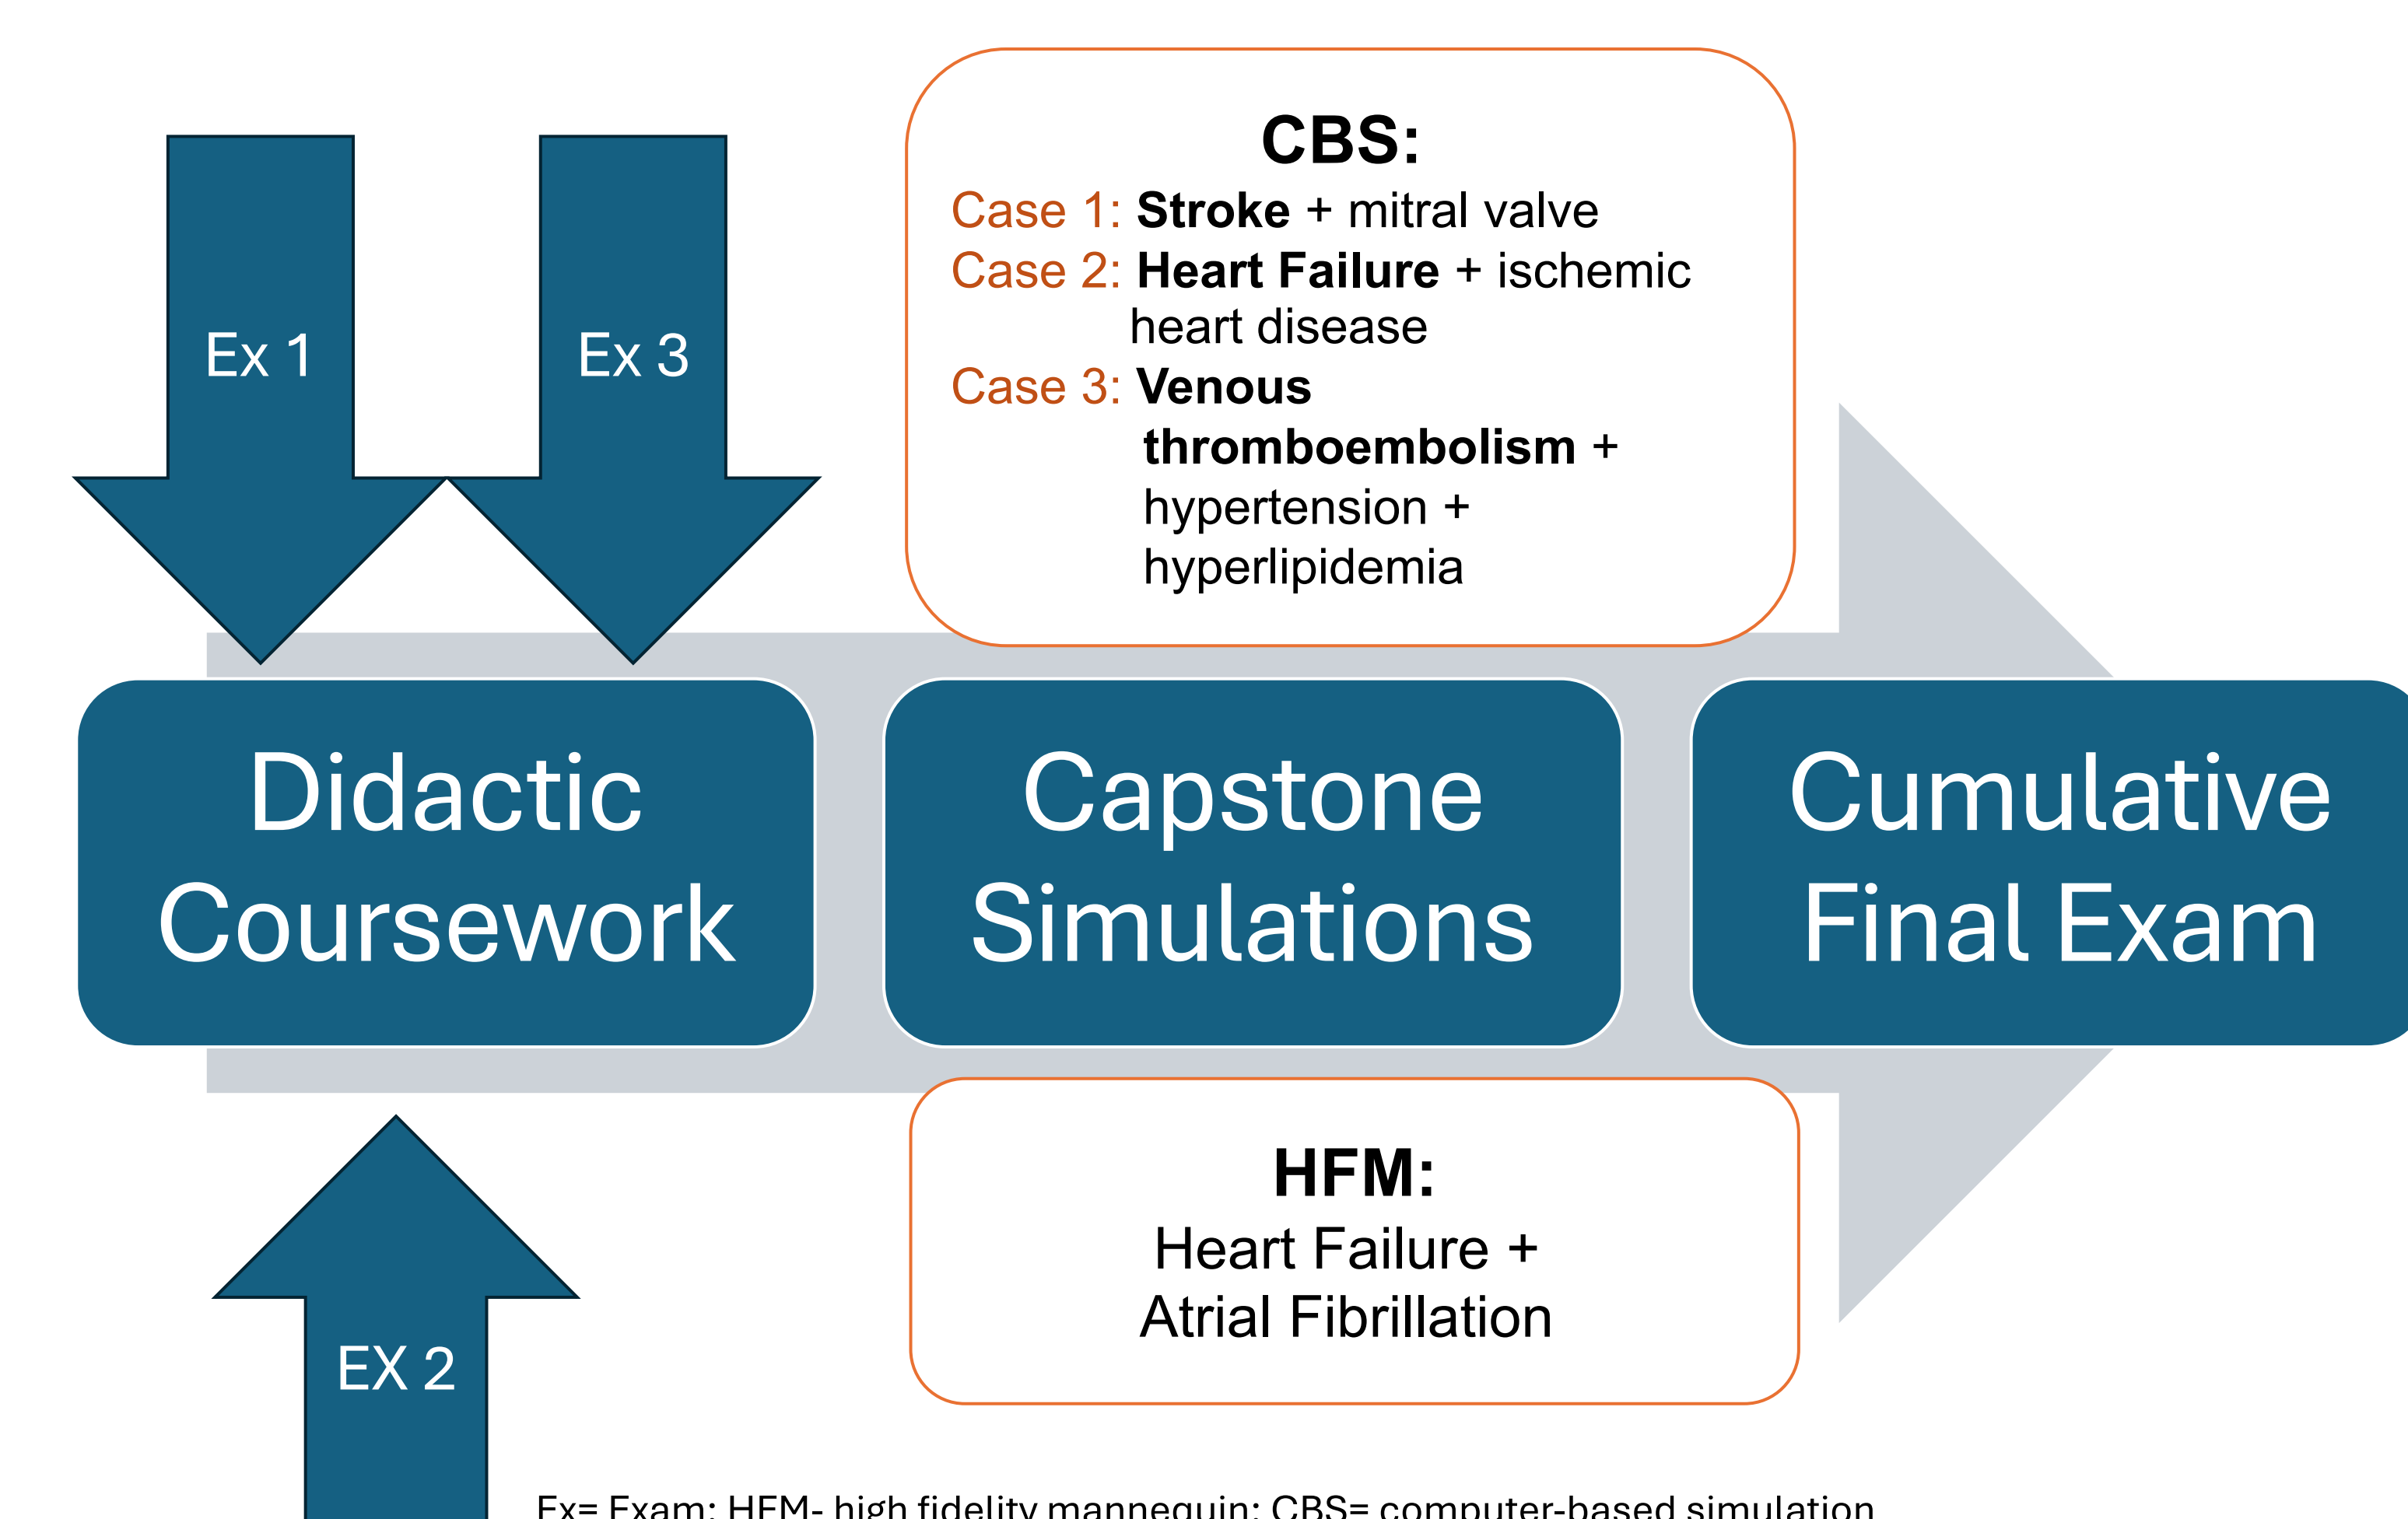 CBS:
Case 1: Stroke + mitral valve
Case 2: Heart Failure + ischemic
heart disease
Case 3: Venous
thromboembolism +
hypertension +
hyperlipidemia
Ex 1
Ex 3
Didactic
Coursework
Capstone
Simulations
Cumulative
Final Exam
HFM:
Heart Failure +
Atrial Fibrillation
EX 2
Ex= Exam; HFM- high fidelity mannequin; CBS= computer-based simulation